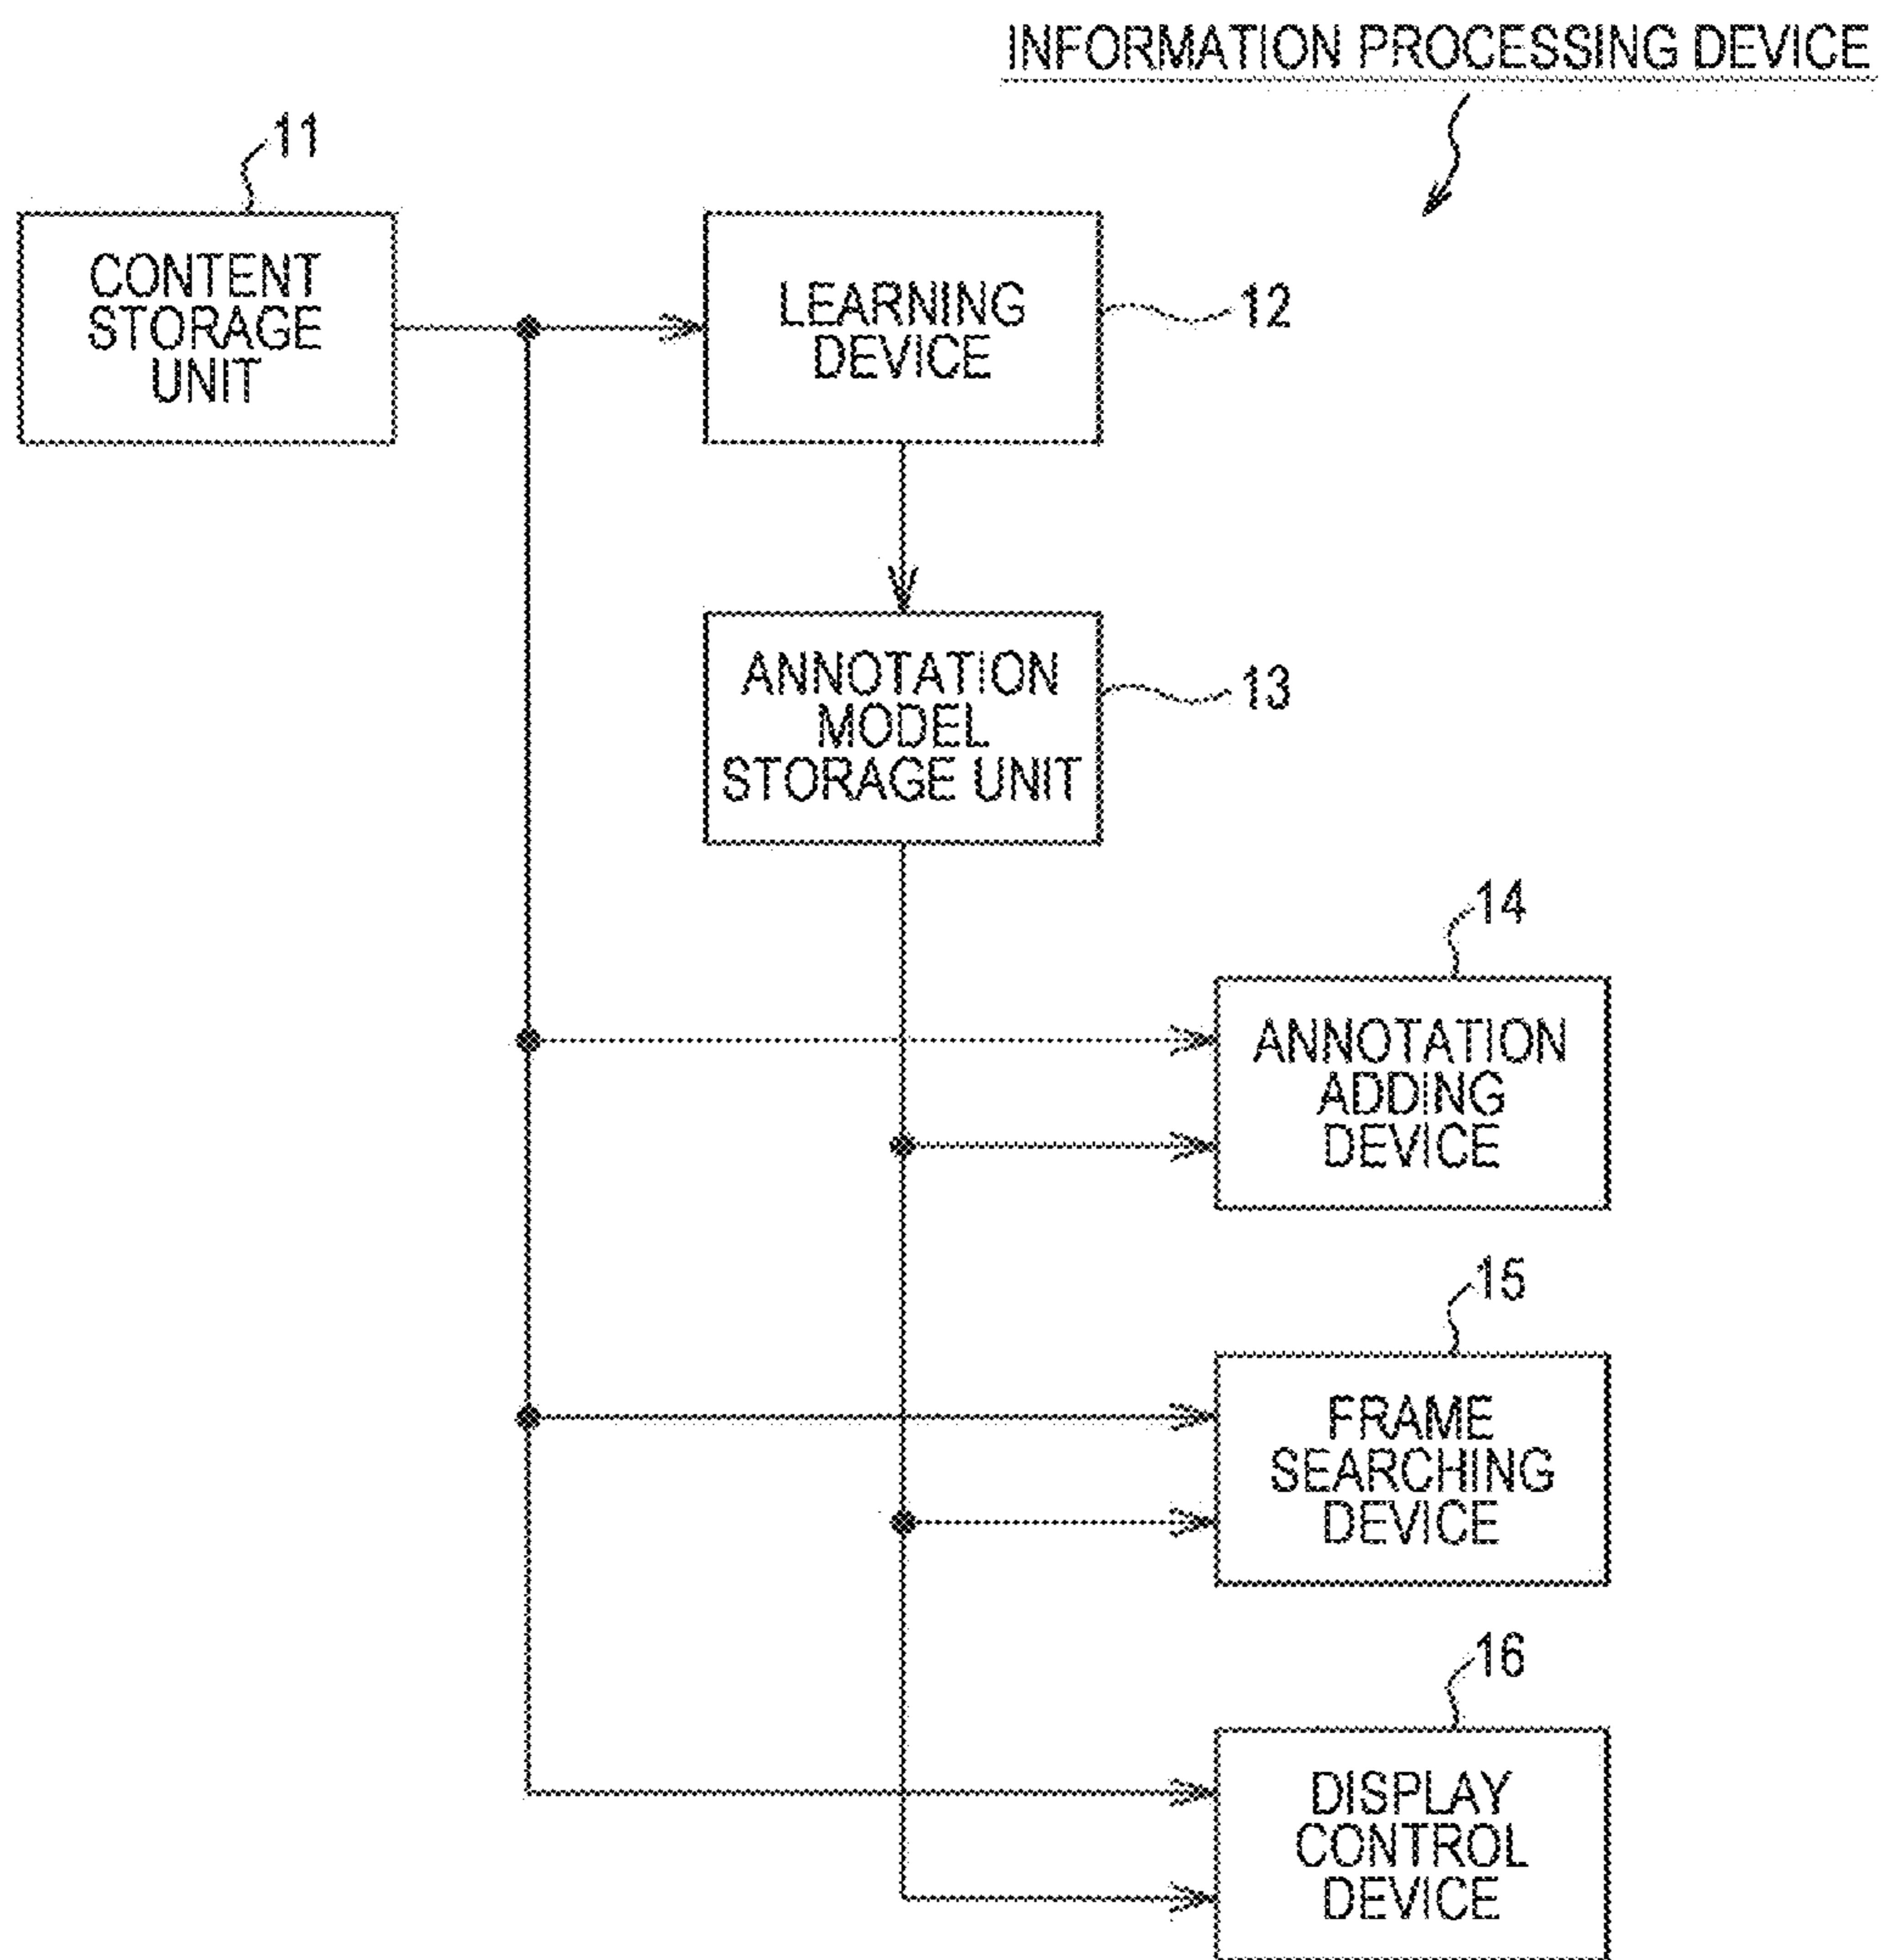 INFORMATION PROCESSING DEVICE
11
CONTENT
STORAGE
UNIT
LEARNING
DEVICE
12
ANNOTATION
MODEL
STORAGE UNIT
13
14
ANNOTATION
ADDING
DEVICE
15
FRAME
SEARCHING
DEVICE
16
DISPLAY
CONTROL
DEVICE